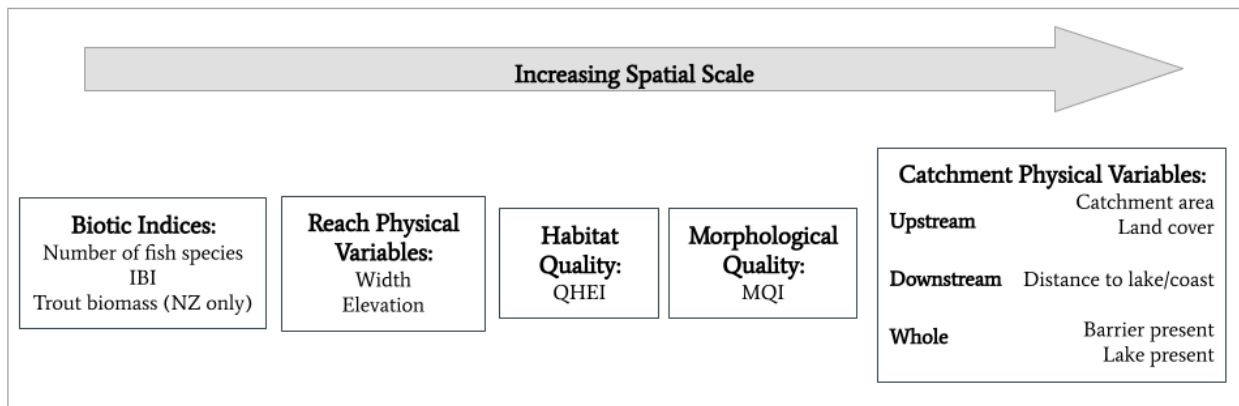 Increasing Spatial Scale
Biotic Indices:
Number of fish species
IBI
Trout biomass (NZ only)
Reach Physical
Variables:
Width
Elevation
Habitat
Quality:
QHEI
Morphological
Quality:
MQI
Catchment Physical Variables:
Upstream
Catchment area
Land cover
Downstream
Distance to lake/coast
Whole
Barrier present
Lake present